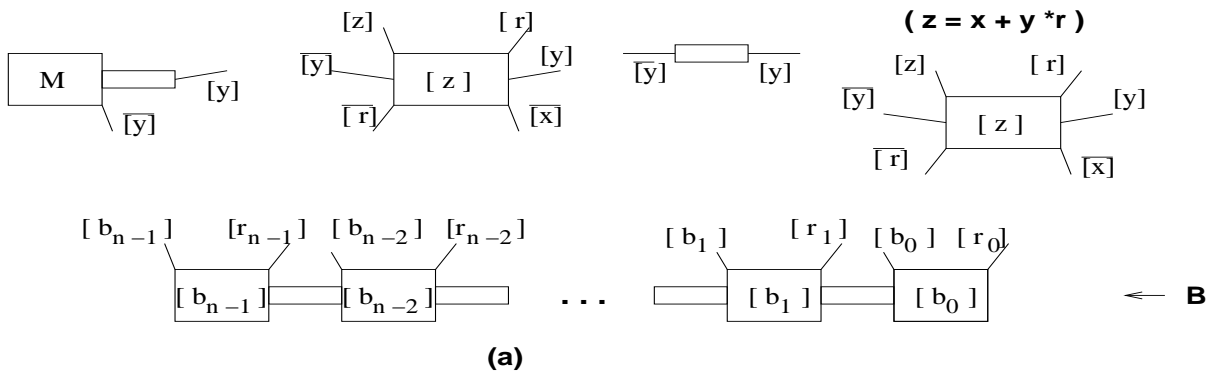 ( z = x + y *r )
[z] [ r] [z] [ r]
M [y] [y̅] [y̅] [ z ] [y] [ r̅] [x̅] [y̅] [y] [y̅] [ z ] [y] [ r̅] [x̅]
[ b_{n –1}] [r_{n –1}] [ b_{n –2}] [r_{n –2}] [ b_1 ] [ r_1 ] [ b_0 ] [ r_0 ]
[ b_{n –1}] [ b_{n –2}] . . . [ b_1 ] [ b_0 ] B
(a)